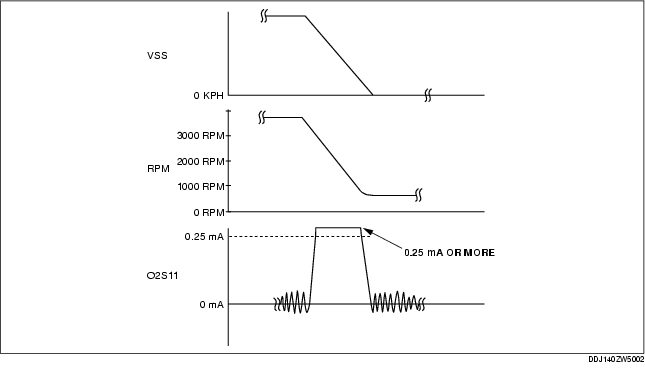 VSS
0 KPH
3000 RPM
2000 RPM
RPM
1000 RPM
0 RPM
0.25 mA
0.25 mA OR MORE
O2S11
0 mA
DDJ140ZW5002